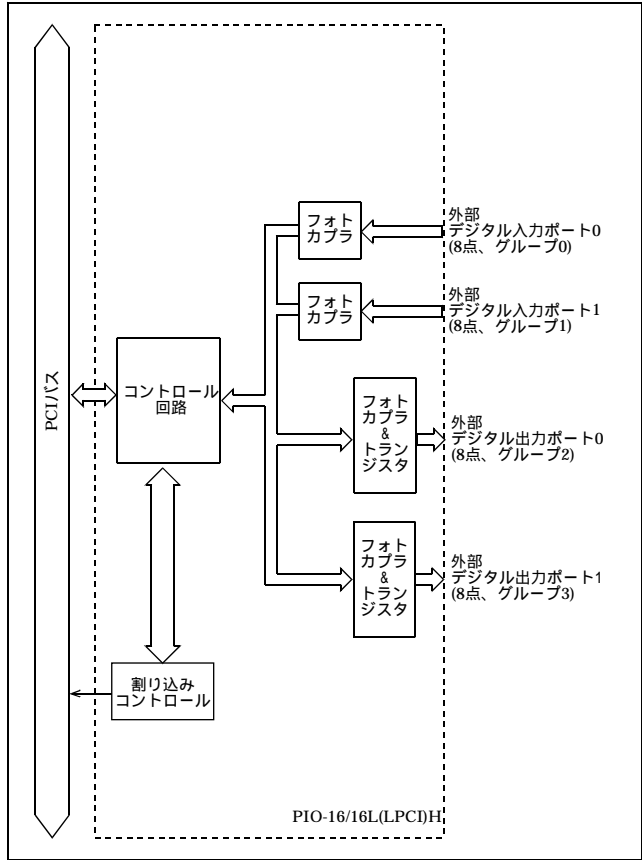 PCIバス
コントロール
回路
割り込み
コントロール
フォト
カプラ
外部
デジタル入力ポート0
(8点、グループ0)
フォト
カプラ
外部
デジタル入力ポート1
(8点、グループ1)
フォト
カプラ
&
トラン
ジスタ
外部
デジタル出力ポート0
(8点、グループ2)
フォト
カプラ
&
トラン
ジスタ
外部
デジタル出力ポート1
(8点、グループ3)
PIO-16/16L(LPCI)H